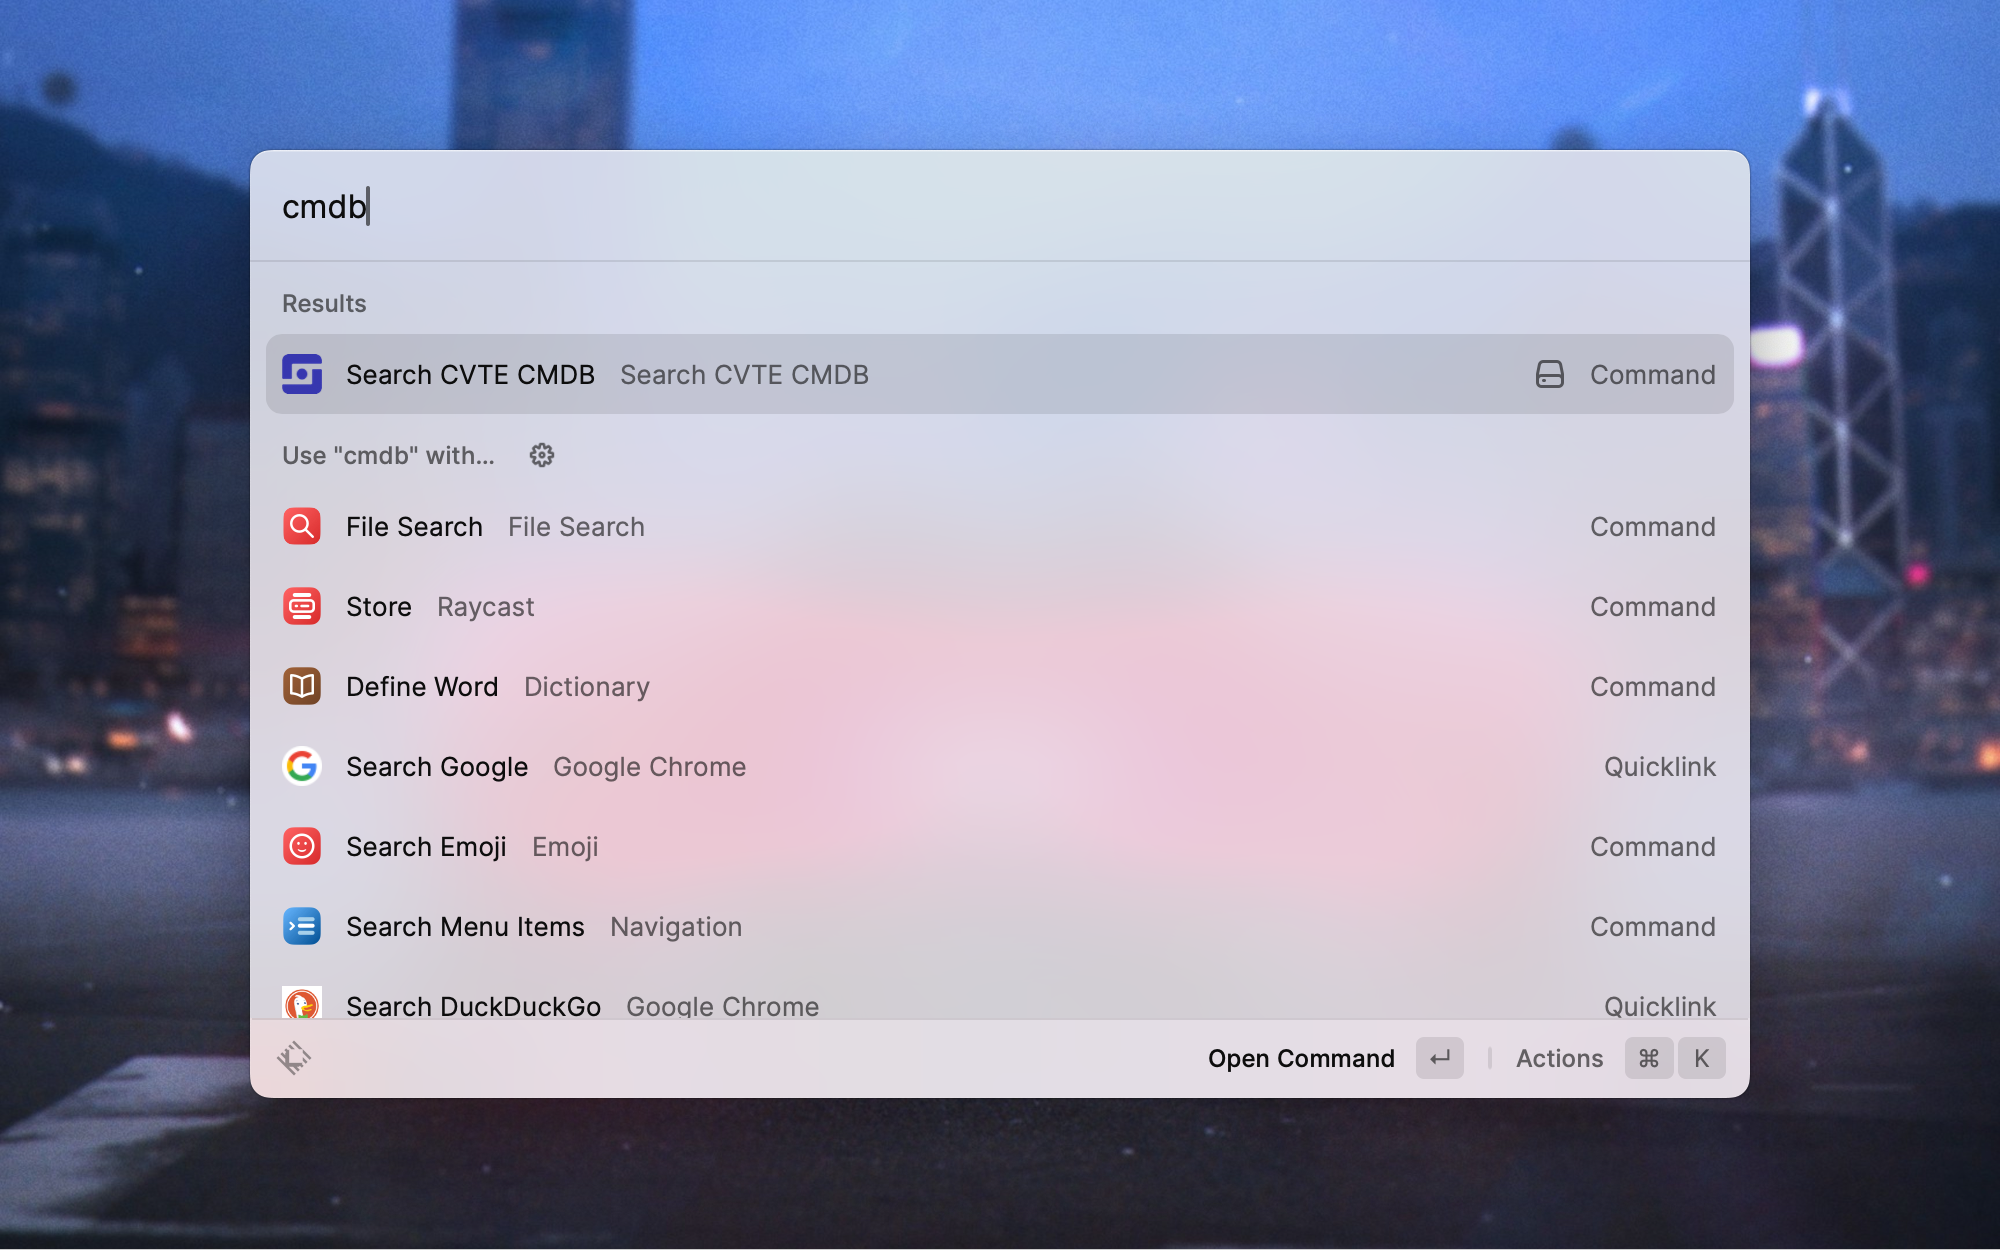 cmdb
Results
Search CVTE CMDB Search CVTE CMDB Command
Use "cmdb" with...
File Search File Search Command
Store Raycast Command
Define Word Dictionary Command
Search Google Google Chrome Quicklink
Search Emoji Emoji Command
Search Menu Items Navigation Command
Search DuckDuckGo Google Chrome Quicklink
Open Command ↵ Actions ⌘ K